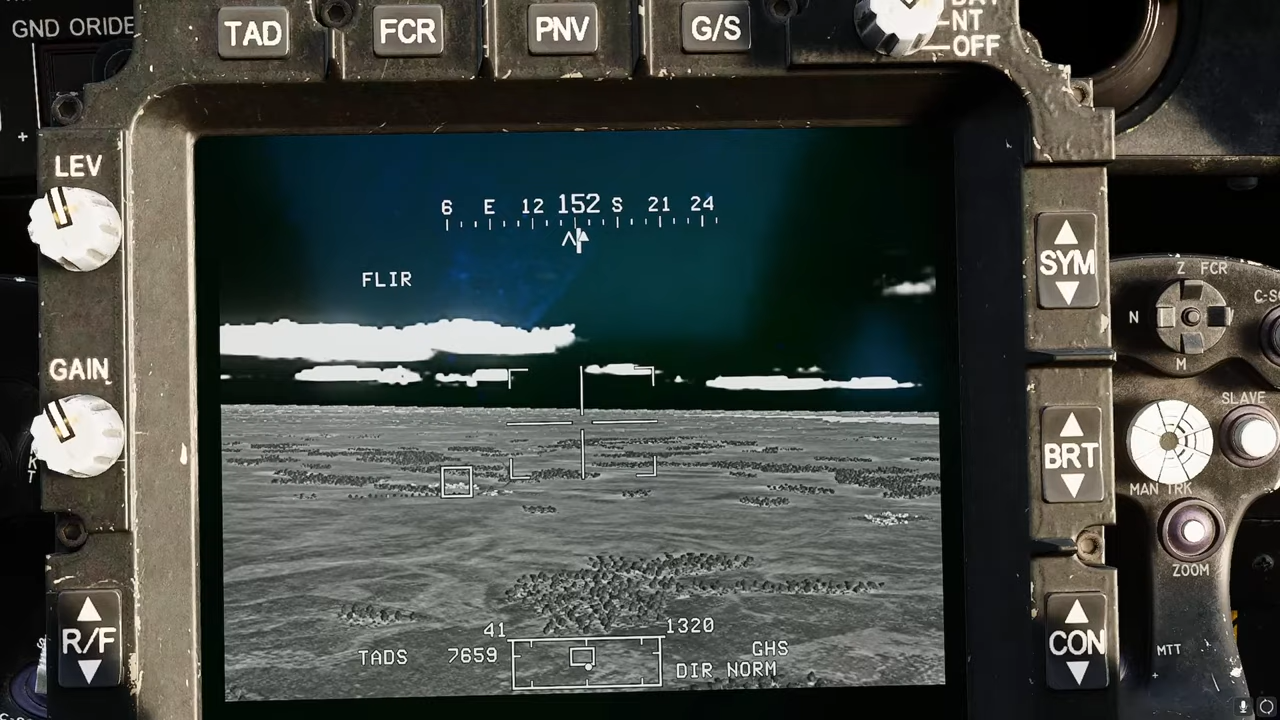 GND ORIDE
TAD
FCR
PNV
G/S
NT
OFF
LEV
GAIN
R/F
6 E 12 152 S 21 24
FLIR
41
1320
TADS 7659
GHS
DIR NORM
SYM
BRT
CON
Z FCR
N
M
SLAVE
MAN TRK
ZOOM
MTT